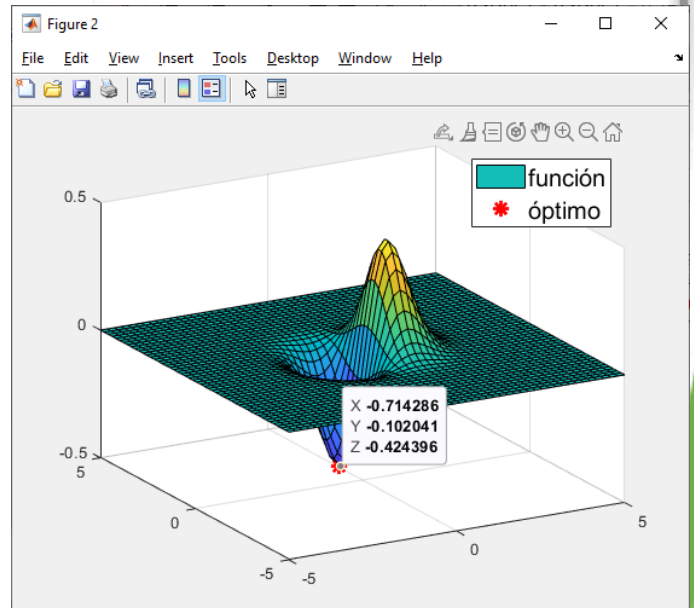 Figure 2
File Edit View Insert Tools Desktop Window Help
función
óptimo
0.5
0
-0.5
X -0.714286
Y -0.102041
Z -0.424396
5
0
-5
-5
0
5